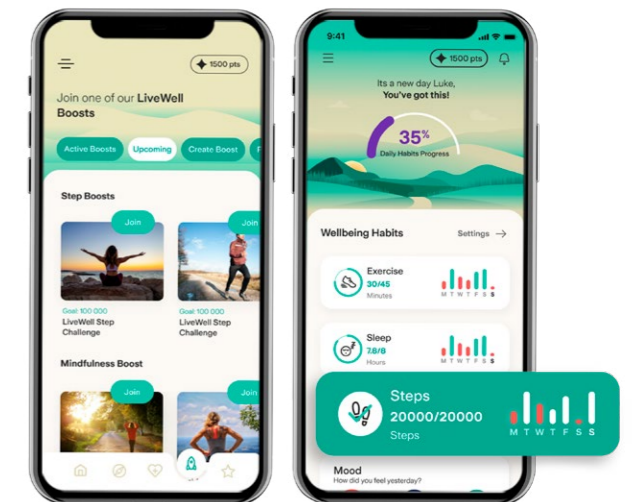 1500 pts
Join one of our LiveWell
Boosts
Active Boosts
Upcoming
Create Boost
Step Boosts
Join
Join
Goal: 100 000
LiveWell Step
Challenge
Goal: 100 000
LiveWell Step
Challenge
Mindfulness Boost
Join
Join
9:41
1500 pts
Its a new day Luke,
You've got this!
35%
Daily Habits Progress
Wellbeing Habits
Settings →
Exercise
30/45
Minutes
M T W T F S S
Sleep
7.8/8
Hours
M T W T F S S
Steps
20000/20000
Steps
M T W T F S S
Mood
How did you feel yesterday?